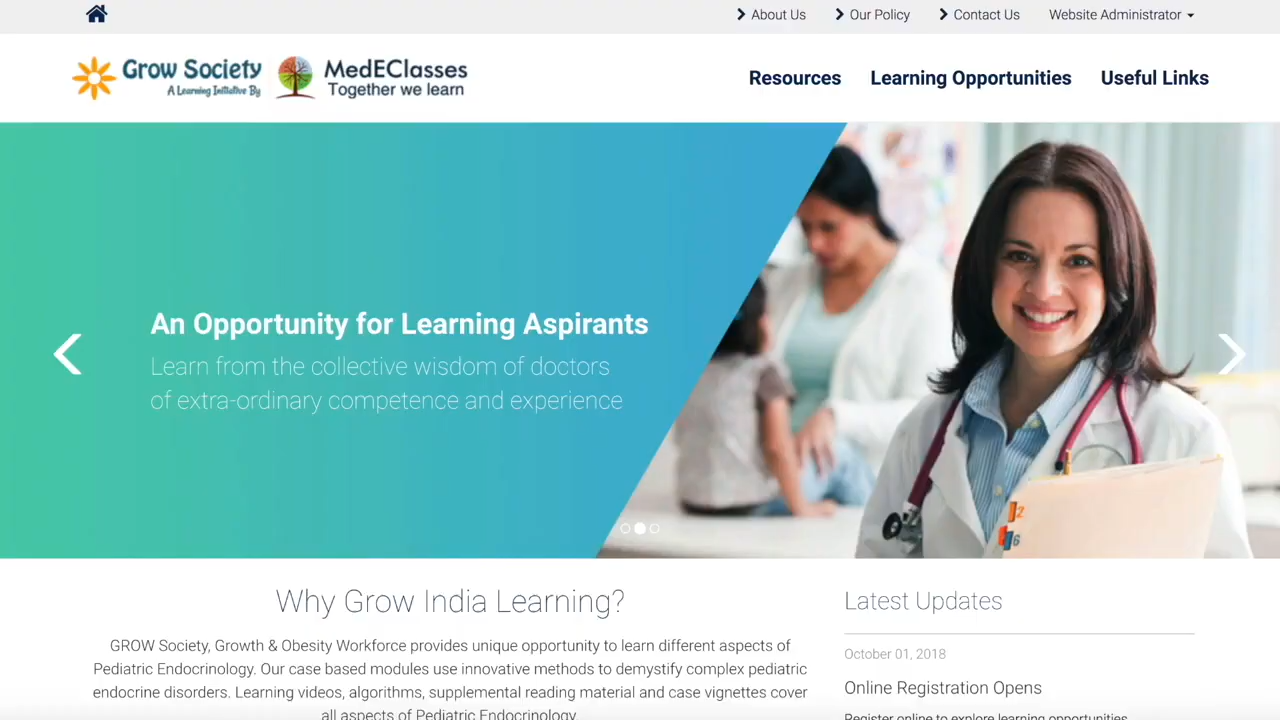 About Us
Our Policy
Contact Us
Website Administrator
Grow Society
A Learning Initiative By
MedEClasses
Together we learn
Resources
Learning Opportunities
Useful Links
An Opportunity for Learning Aspirants
Learn from the collective wisdom of doctors
of extra-ordinary competence and experience
2
6
Why Grow India Learning?
GROW Society, Growth & Obesity Workforce provides unique opportunity to learn different aspects of
Pediatric Endocrinology. Our case based modules use innovative methods to demystify complex pediatric
endocrine disorders. Learning videos, algorithms, supplemental reading material and case vignettes cover
all aspects of Pediatric Endocrinology.
Latest Updates
October 01, 2018
Online Registration Opens
Register online to explore learning opportunities